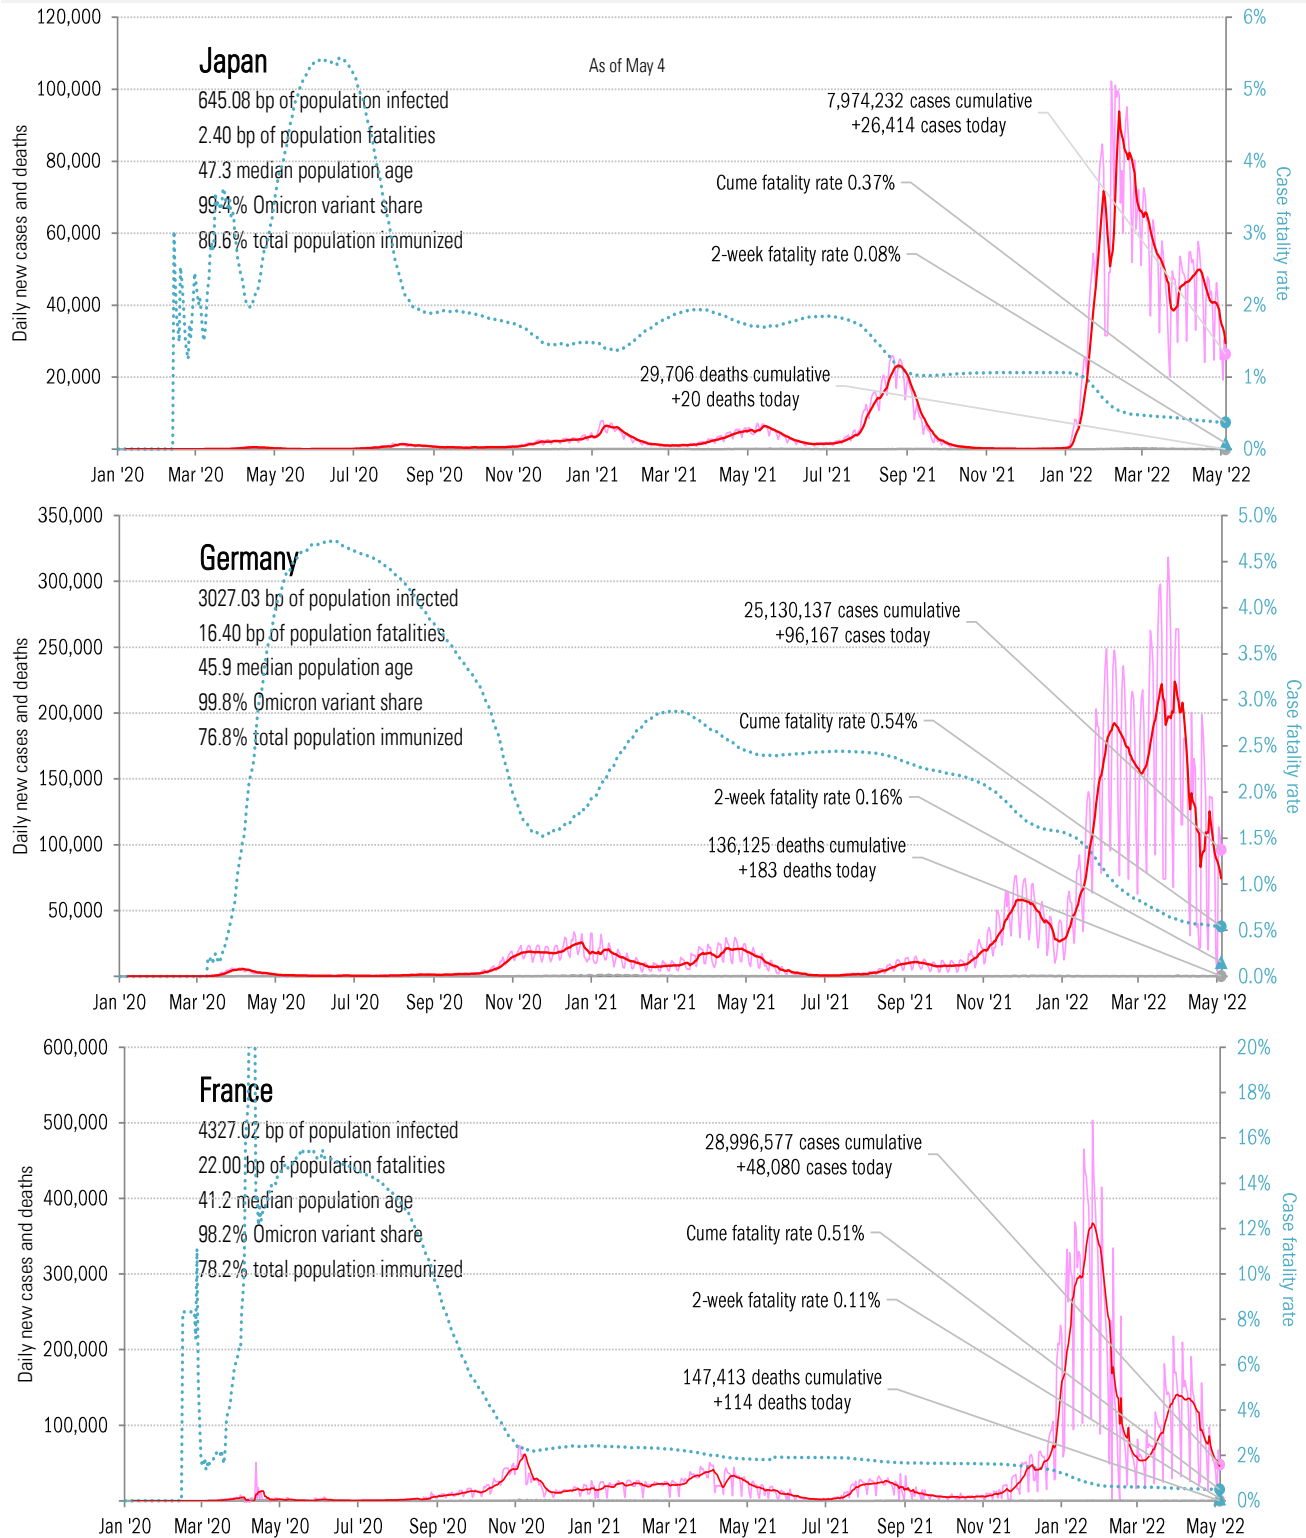 120,000
6%
Japan
As of May 4
645.08 bp of population infected
100,000
7,974,232 cases cumulative
5%
+26,414 cases today
2.40 bp of population fatalities
80,000
4%
47.3 median population age
Cume fatality rate 0.37%
99.4% Omicron variant share
60,000
3%
80.6% total population immunized
2-week fatality rate 0.08%
40,000
2%
29,706 deaths cumulative
+20 deaths today
20,000
1%
0%
Daily new cases and deaths
Case fatality rate
Jan '20 Mar '20 May '20 Jul '20 Sep '20 Nov '20 Jan '21 Mar '21 May '21 Jul '21 Sep '21 Nov '21 Jan '22 Mar '22 May '22
350,000
5.0%
Germany
4.5%
300,000
3027.03 bp of population infected
4.0%
25,130,137 cases cumulative
+96,167 cases today
16.40 bp of population fatalities
250,000
3.5%
45.9 median population age
99.8% Omicron variant share
3.0%
200,000
Cume fatality rate 0.54%
76.8% total population immunized
2.5%
150,000
2-week fatality rate 0.16%
2.0%
100,000
1.5%
136,125 deaths cumulative
+183 deaths today
1.0%
50,000
0.5%
0.0%
Daily new cases and deaths
Case fatality rate
Jan '20 Mar '20 May '20 Jul '20 Sep '20 Nov '20 Jan '21 Mar '21 May '21 Jul '21 Sep '21 Nov '21 Jan '22 Mar '22 May '22
600,000
20%
France
18%
500,000
4327.02 bp of population infected
16%
28,996,577 cases cumulative
+48,080 cases today
22.00 bp of population fatalities
14%
400,000
41.2 median population age
12%
98.2% Omicron variant share
Cume fatality rate 0.51%
300,000
10%
78.2% total population immunized
2-week fatality rate 0.11%
8%
200,000
6%
147,413 deaths cumulative
+114 deaths today
4%
100,000
2%
0%
Daily new cases and deaths
Case fatality rate
Jan '20 Mar '20 May '20 Jul '20 Sep '20 Nov '20 Jan '21 Mar '21 May '21 Jul '21 Sep '21 Nov '21 Jan '22 Mar '22 May '22